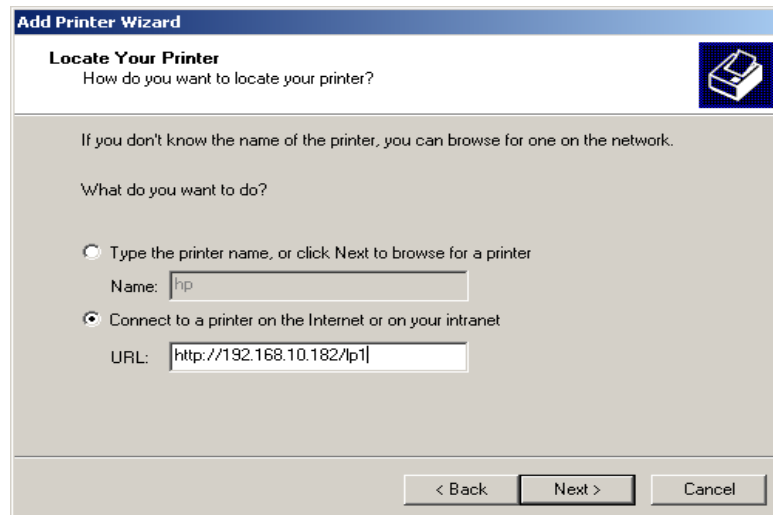 Add Printer Wizard
Locate Your Printer
How do you want to locate your printer?
If you don't know the name of the printer, you can browse for one on the network.
What do you want to do?
Type the printer name, or click Next to browse for a printer
Name: hp
Connect to a printer on the Internet or on your intranet
URL: http://192.168.10.182/lp1
< Back Next > Cancel